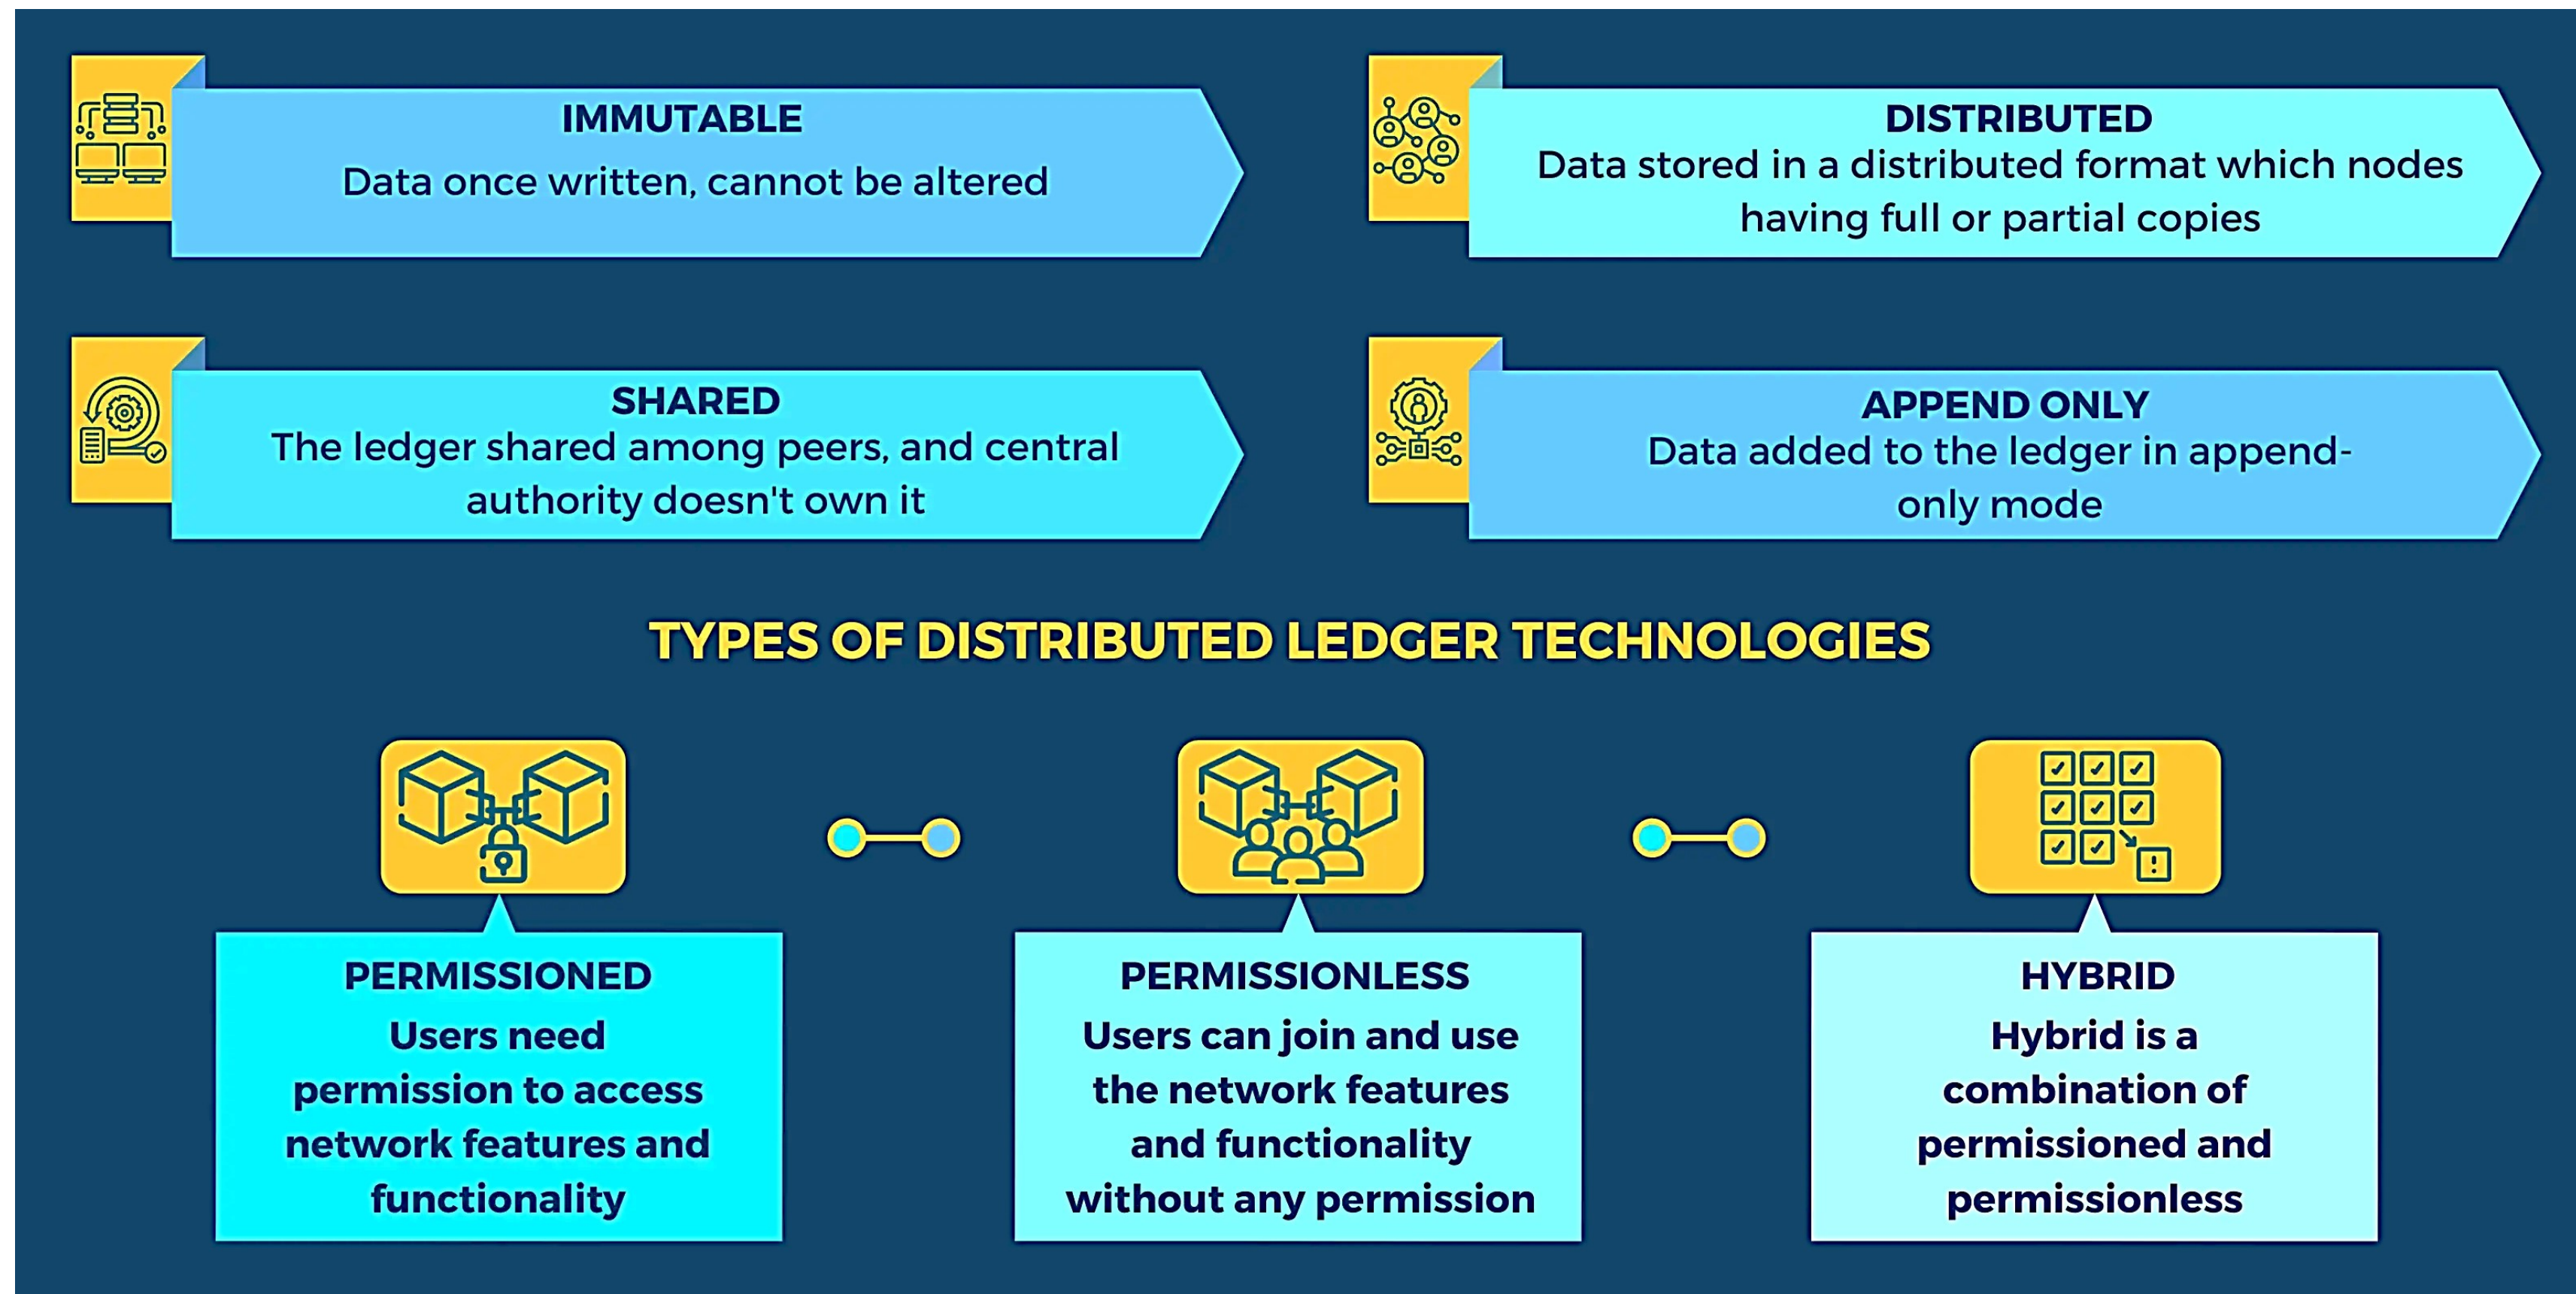 IMMUTABLE
Data once written, cannot be altered
DISTRIBUTED
Data stored in a distributed format which nodes
having full or partial copies
SHARED
The ledger shared among peers, and central
authority doesn't own it
APPEND ONLY
Data added to the ledger in append-
only mode
TYPES OF DISTRIBUTED LEDGER TECHNOLOGIES
PERMISSIONED
Users need
permission to access
network features and
functionality
PERMISSIONLESS
Users can join and use
the network features
and functionality
without any permission
HYBRID
Hybrid is a
combination of
permissioned and
permissionless